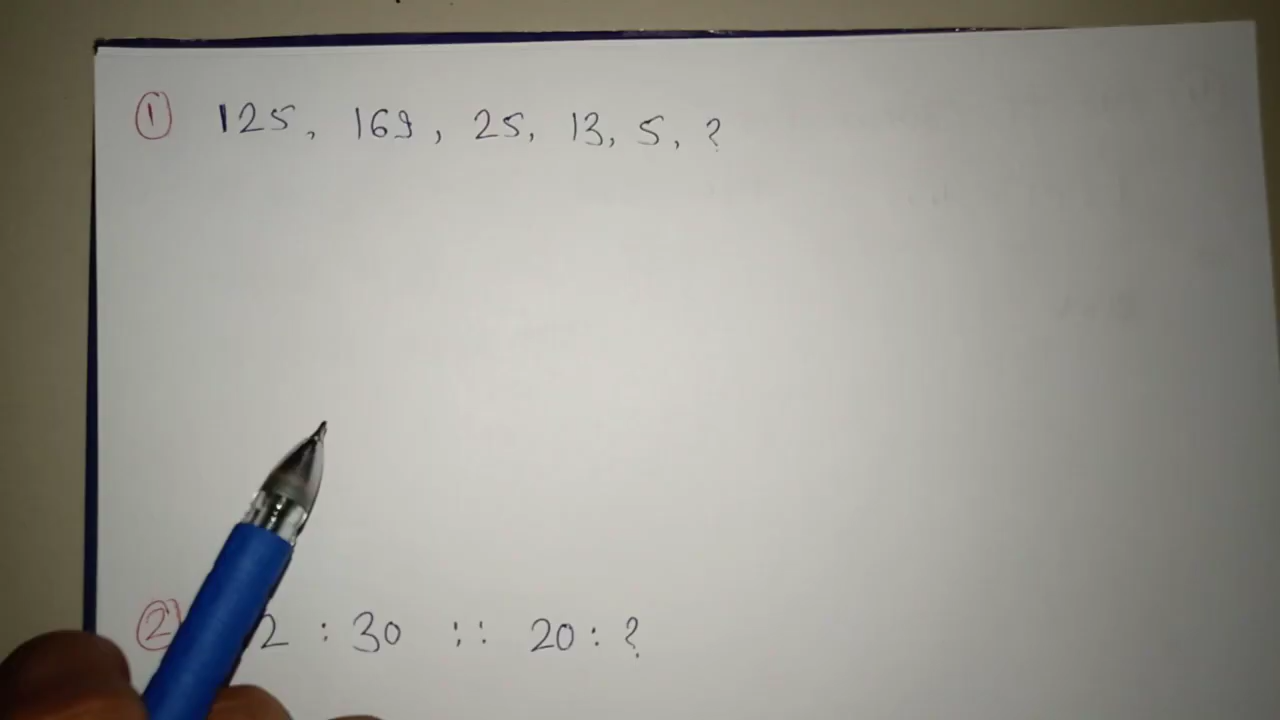 ① 125, 169, 25, 13, 5, ?
② 2 : 30 :: 20 : ?